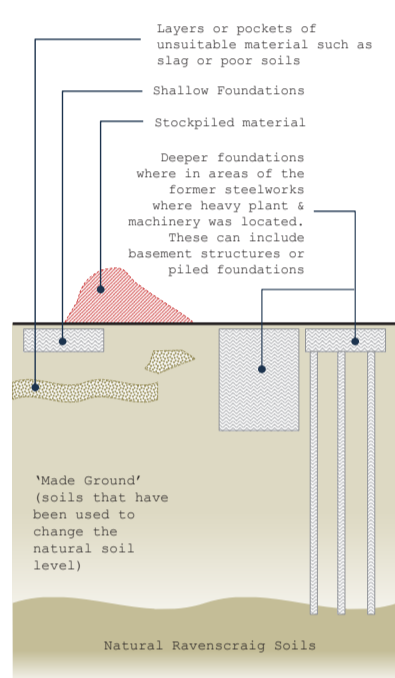 Layers or pockets of
unsuitable material such as
slag or poor soils
Shallow Foundations
Stockpiled material
Deeper foundations
where in areas of the
former steelworks
where heavy plant &
machinery was located.
These can include
basement structures or
piled foundations
‘Made Ground’
(soils that have
been used to
change the
natural soil
level)
Natural Ravenscraig Soils